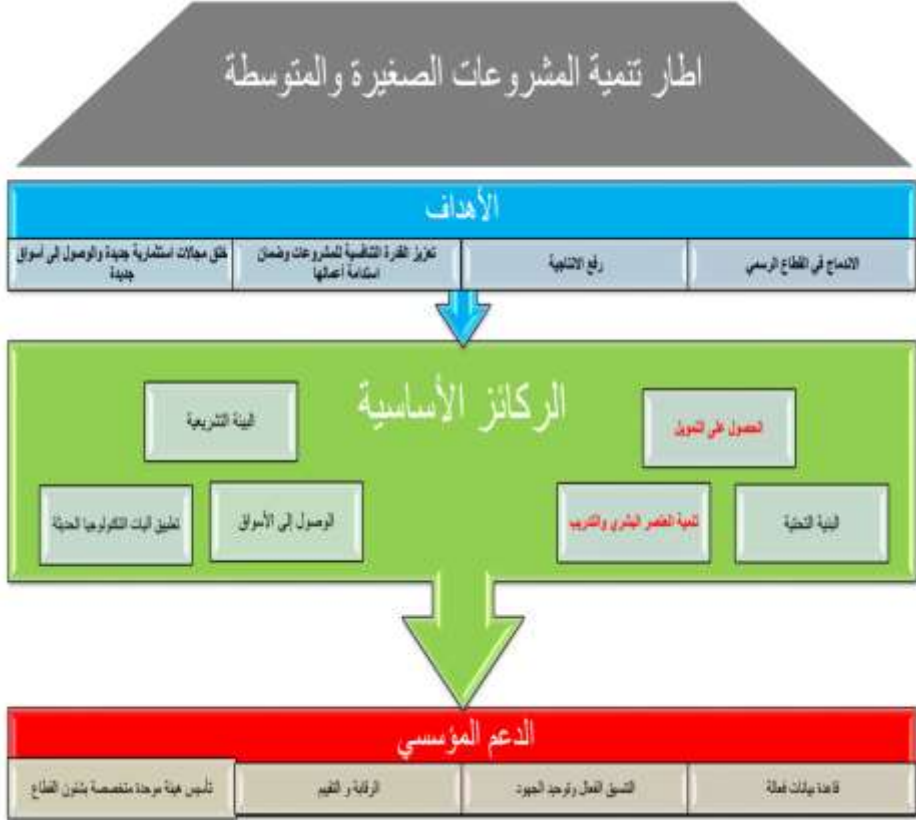 اطار تنمية المشروعات الصغيرة والمتوسطة
الأهداف
الاندماج في القطاع الرسمي
رفع الانتاجية
تعزيز القدرة التنافسية للمشروعات وضمان
استدامة أعمالها
خلق مجالات استثمارية جديدة والوصول إلى أسواق
جديدة
الركائز الأساسية
الحصول على التمويل
البيئة التشريعية
البنية التحتية
تنمية العنصر البشري والتدريب
الوصول إلى الأسواق
تطبيق آليات التكنولوجيا الحديثة
الدعم المؤسسي
قاعدة بيانات فعالة
التنسيق الفعال وتوحيد الجهود
الرقابة و التقييم
تأسيس هيئة موحدة متخصصة بشئون القطاع